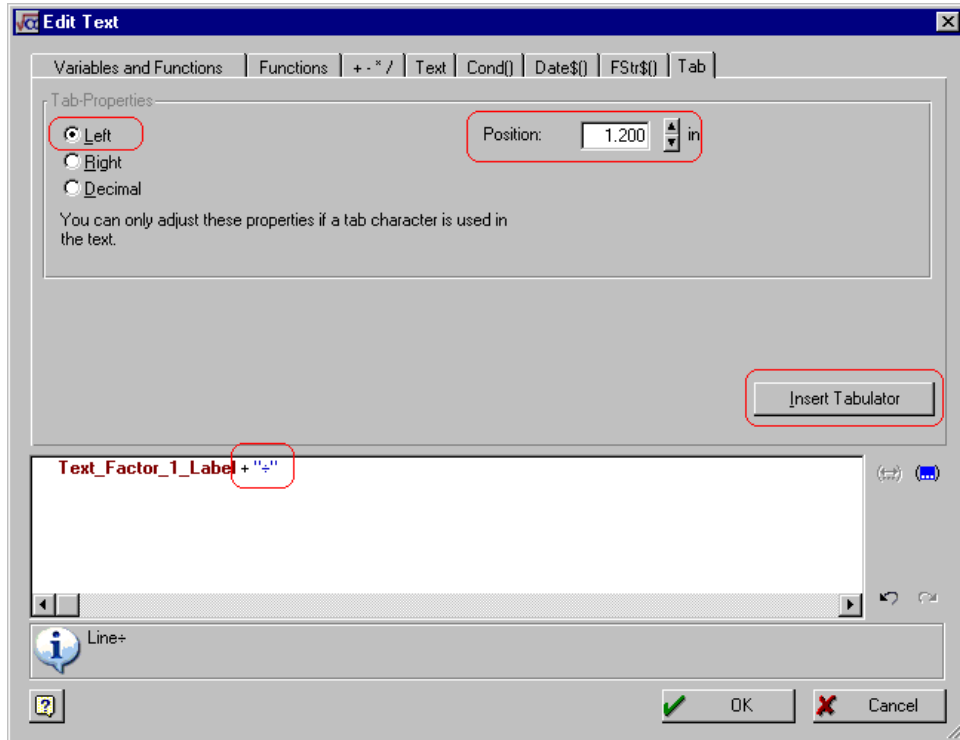 Edit Text
Variables and Functions Functions + - * / Text Cond() Date$() FStr$() Tab
Tab-Properties
Left Position: 1.200 in
Right
Decimal
You can only adjust these properties if a tab character is used in
the text.
Insert Tabulator
Text_Factor_1_Label + "÷"
Line÷
OK Cancel